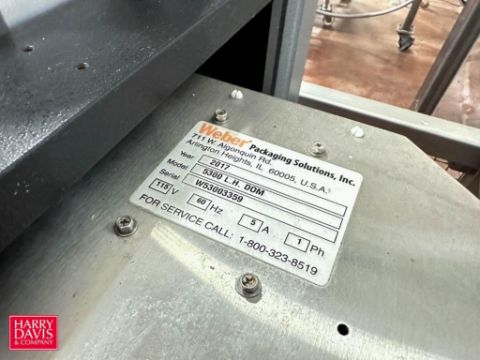 Weber Packaging Solutions, Inc.
711 W. Algonquin Rd.
Arlington Heights, IL 60005, U.S.A.
Year 2017
Model 5300 L.H. DOM
Serial W53003359
115 V 60 Hz 5 A 1 Ph
FOR SERVICE CALL: 1-800-323-8519
HARRY
DAVIS
& COMPANY